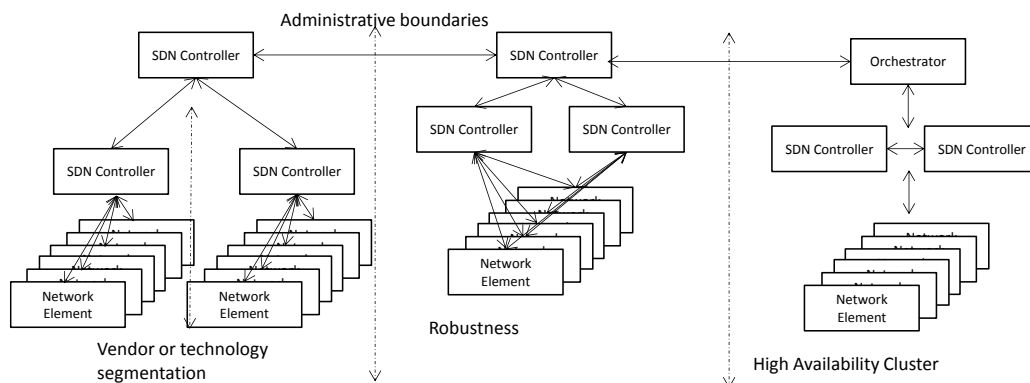 Administrative boundaries
SDN Controller
SDN Controller
Orchestrator
SDN Controller
SDN Controller
SDN Controller
SDN Controller
SDN Controller
SDN Controller
Network
Element
Network
Element
Network
Element
Network
Element
Vendor or technology
segmentation
Robustness
High Availability Cluster